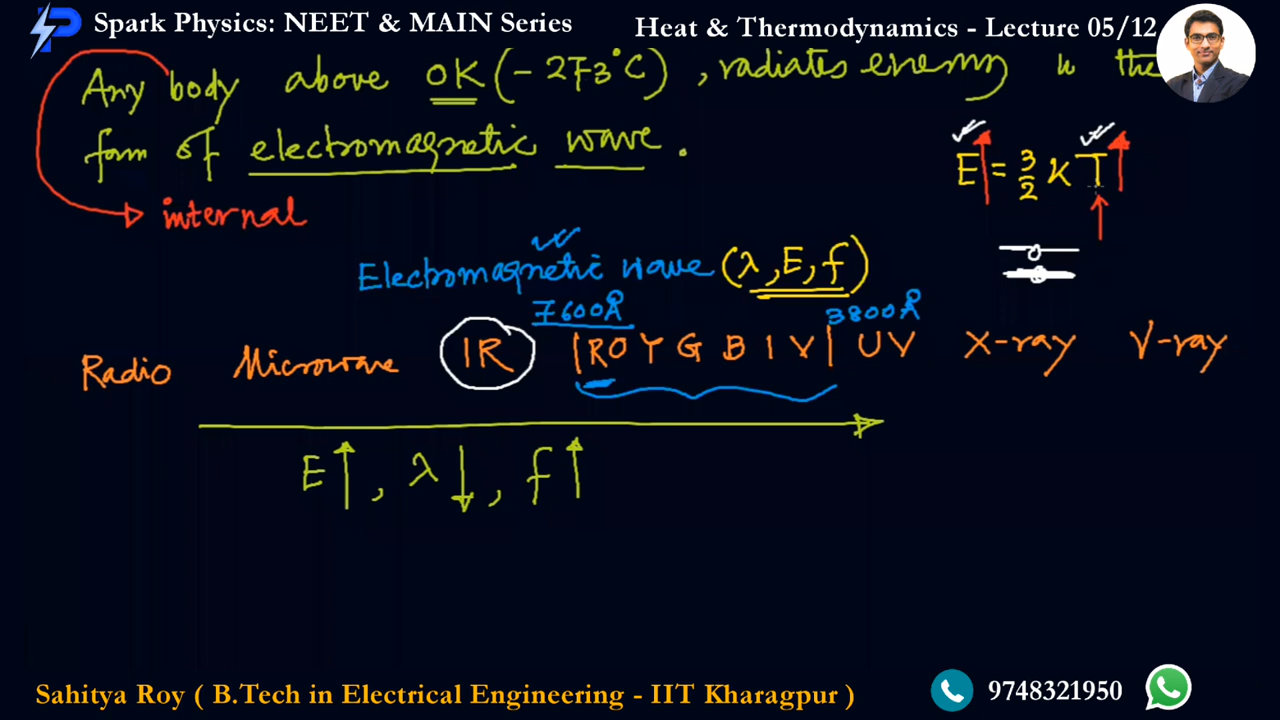 Spark Physics: NEET & MAIN Series
Heat & Thermodynamics - Lecture 05/12
Any body above 0K (-273°C), radiates energy in the
form of electromagnetic wave.
internal
E↑ = 3/2 K T↑
Electromagnetic wave (λ, E, f)
7600Å
3800Å
Radio Microwave IR |RO Y G B I V| UV X-ray γ-ray
E↑, λ↓, f↑
Sahitya Roy ( B.Tech in Electrical Engineering - IIT Kharagpur )
9748321950